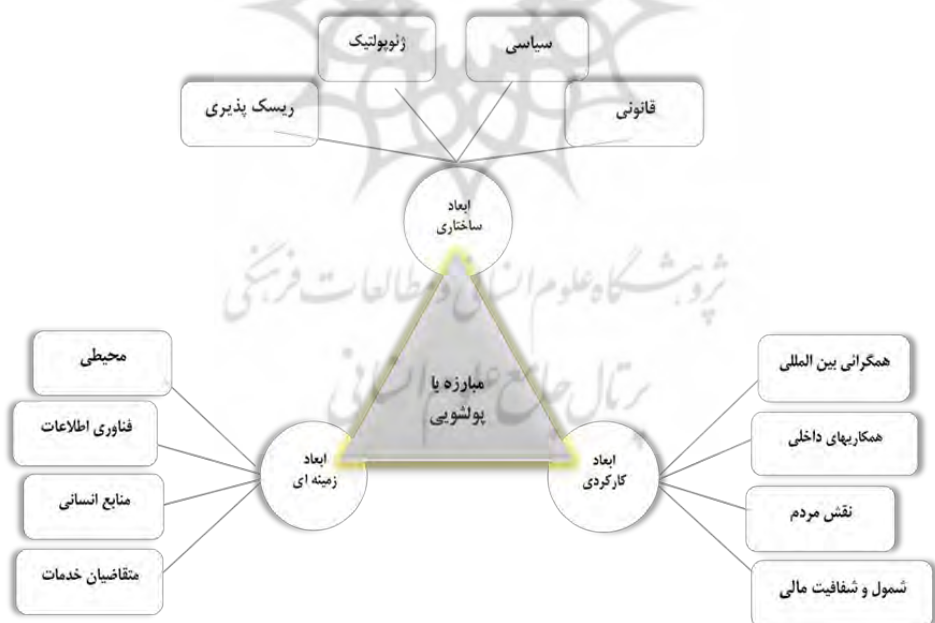 سیاسی
ژئوپولتیک
قانونی
ریسک پذیری
ابعاد
ساختاری
پژوهشگاه علوم انسانی و مطالعات فرهنگی
پرتال جامع علوم انسانی
مبارزه با
پولشویی
همگرائی بین المللی
همکاریهای داخلی
نقش مردم
شمول و شفافیت مالی
ابعاد
کارکردی
ابعاد
زمینه ای
محیطی
فناوری اطلاعات
منابع انسانی
متقاضیان خدمات